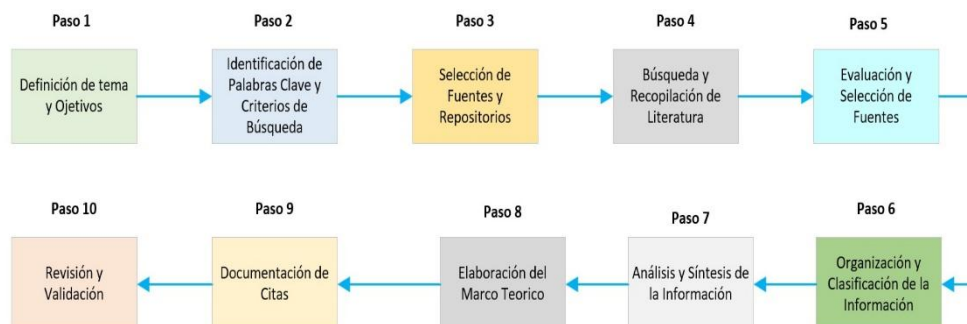 Paso 1
Paso 2
Paso 3
Paso 4
Paso 5
Definición de tema
y Ojetivos
Identificación de
Palabras Clave y
Criterios de
Búsqueda
Selección de
Fuentes y
Repositorios
Búsqueda y
Recopilación de
Literatura
Evaluación y
Selección de
Fuentes
Paso 10
Paso 9
Paso 8
Paso 7
Paso 6
Revisión y
Validación
Documentación de
Citas
Elaboración del
Marco Teorico
Análisis y Síntesis de
la Información
Organización y
Clasificación de la
Información